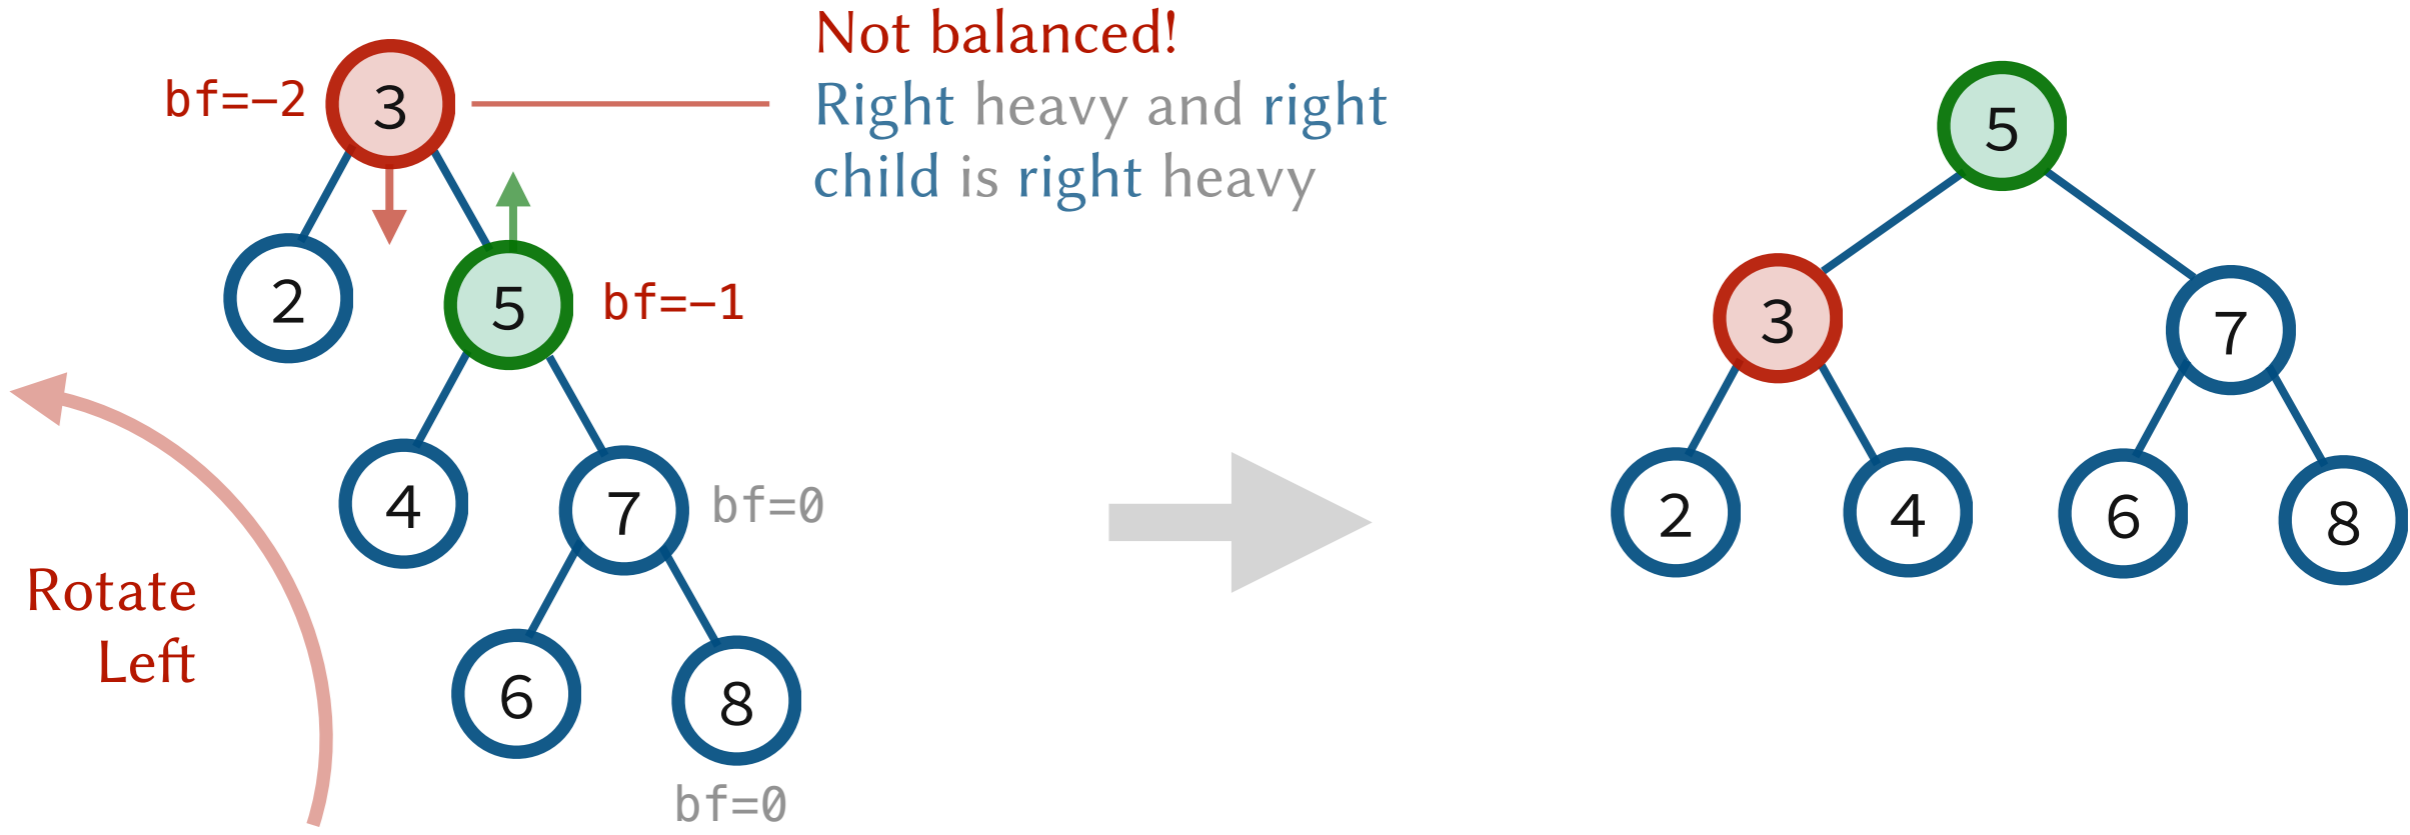 Not balanced!
Right heavy and right
child is right heavy
bf=−2
3
2
5
bf=−1
4
7
bf=0
6
8
bf=0
Rotate
Left
5
3
7
2
4
6
8